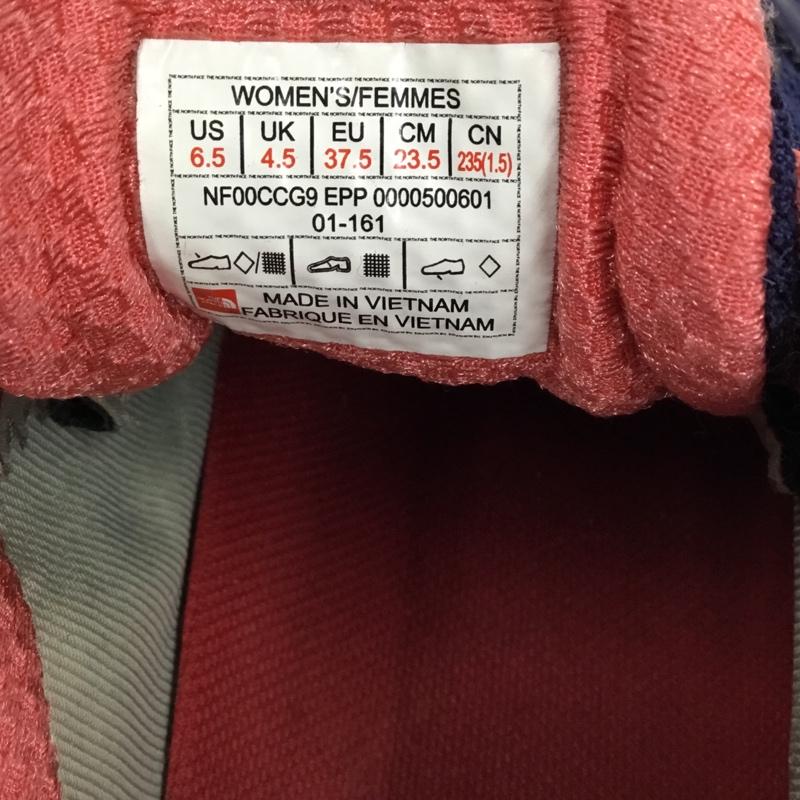 WOMEN'S/FEMMES
US UK EU CM CN
6.5 4.5 37.5 23.5 235(1.5)
NF00CCG9 EPP 0000500601
01-161
MADE IN VIETNAM
FABRIQUE EN VIETNAM